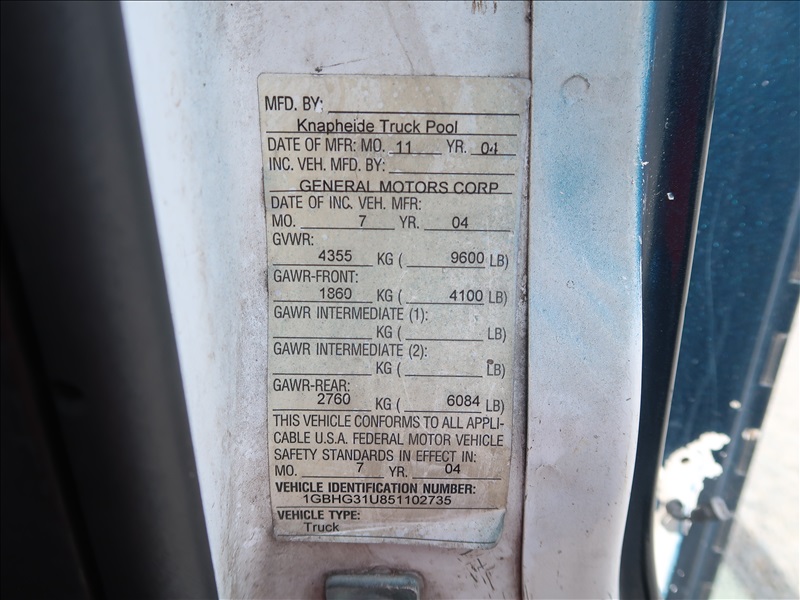 MFD. BY:
Knapheide Truck Pool
DATE OF MFR: MO. 11 YR. 04
INC. VEH. MFD. BY:
GENERAL MOTORS CORP
DATE OF INC. VEH. MFR:
MO. 7 YR. 04
GVWR:
4355 KG ( 9600 LB)
GAWR-FRONT:
1860 KG ( 4100 LB)
GAWR INTERMEDIATE (1):
KG ( LB)
GAWR INTERMEDIATE (2):
KG ( LB)
GAWR-REAR:
2760 KG ( 6084 LB)
THIS VEHICLE CONFORMS TO ALL APPLI-
CABLE U.S.A. FEDERAL MOTOR VEHICLE
SAFETY STANDARDS IN EFFECT IN:
MO. 7 YR. 04
VEHICLE IDENTIFICATION NUMBER:
1GBHG31U851102735
VEHICLE TYPE:
Truck